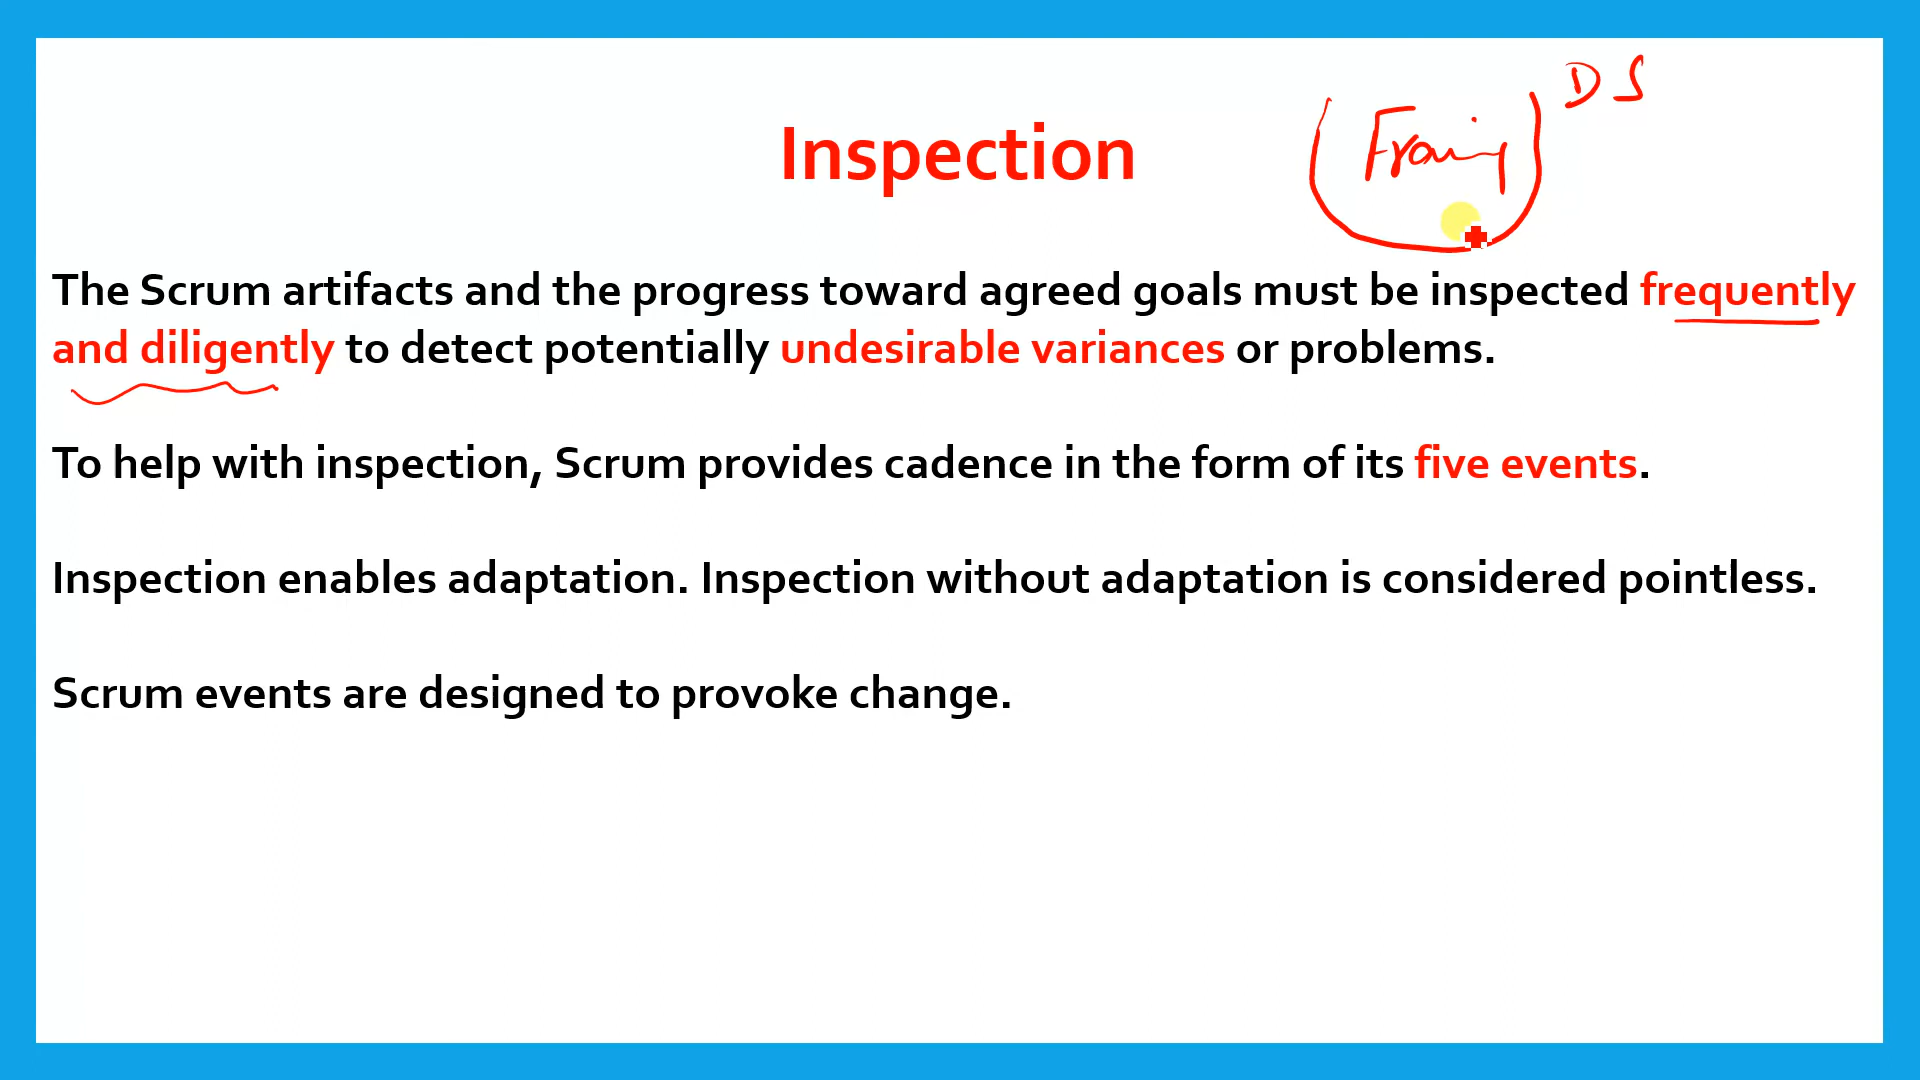 D S
Inspection
The Scrum artifacts and the progress toward agreed goals must be inspected frequently
and diligently to detect potentially undesirable variances or problems.
To help with inspection, Scrum provides cadence in the form of its five events.
Inspection enables adaptation. Inspection without adaptation is considered pointless.
Scrum events are designed to provoke change.